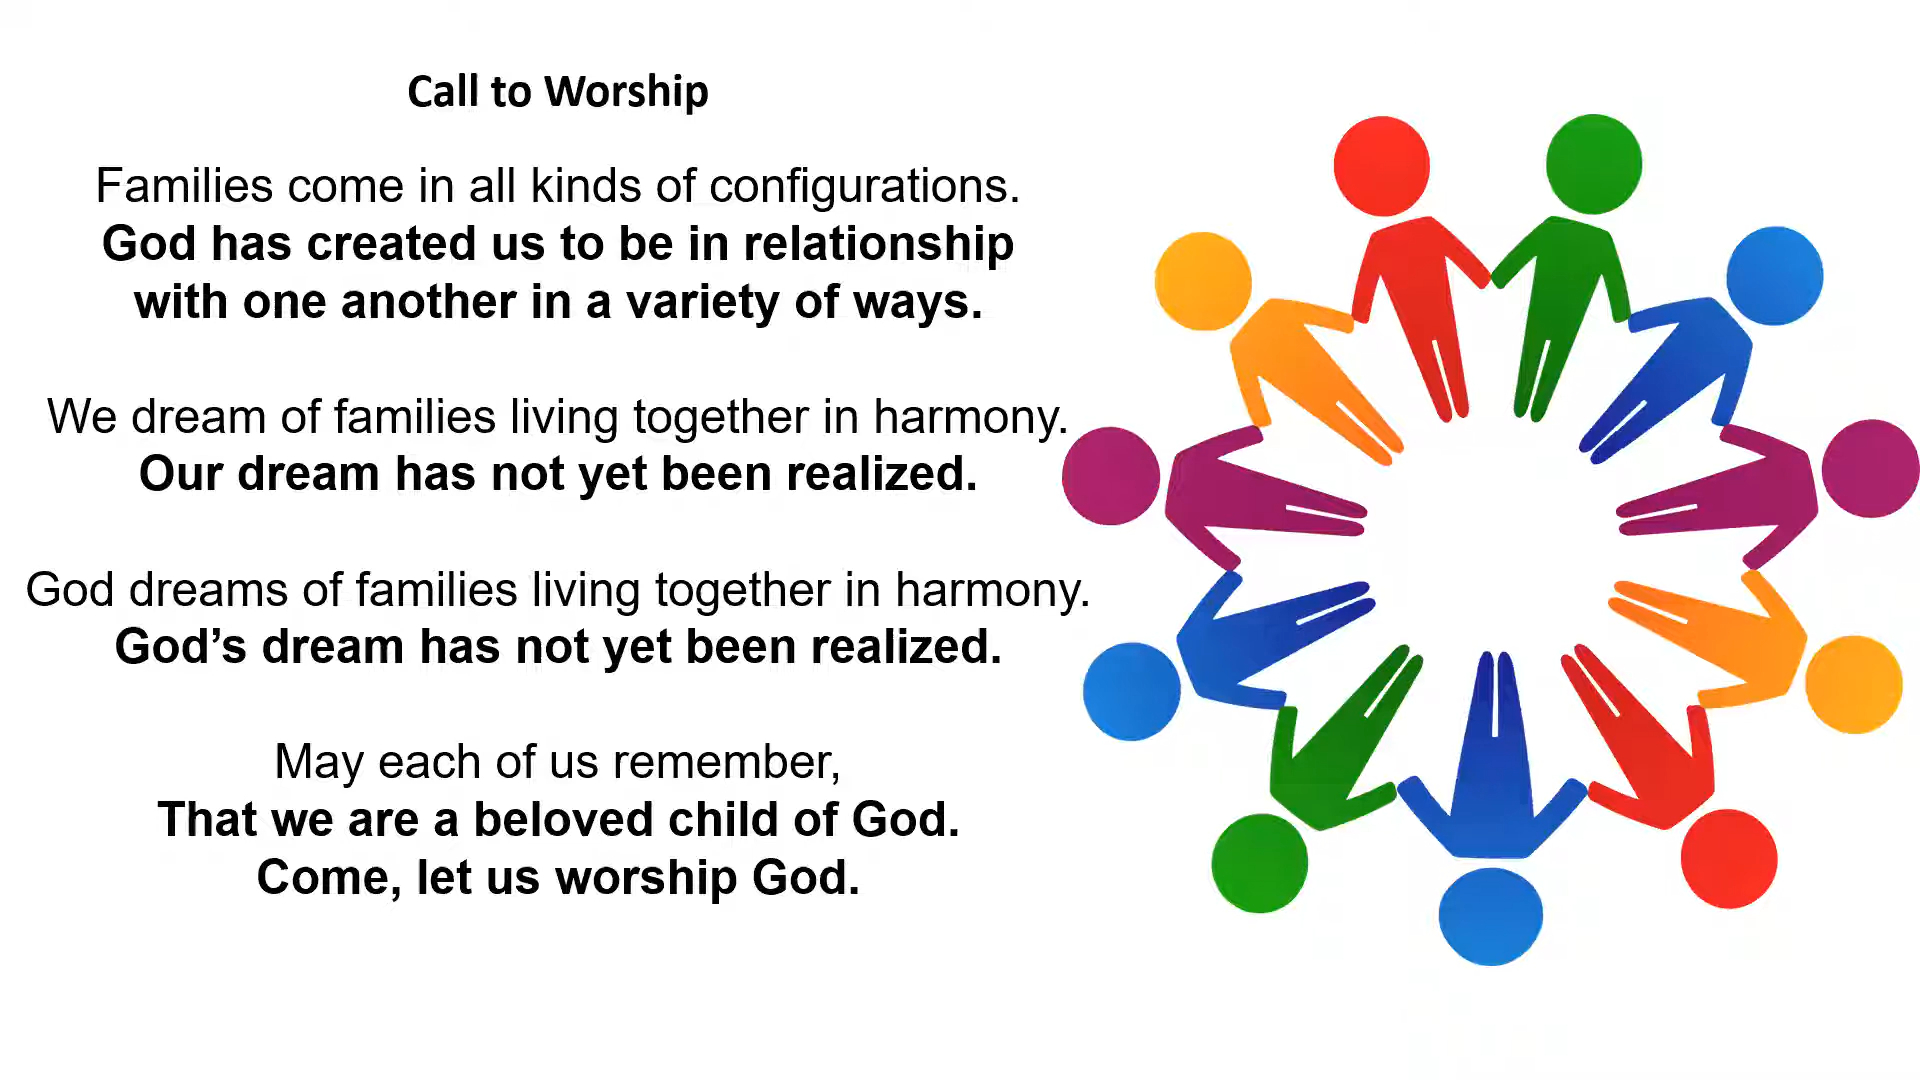 Call to Worship
Families come in all kinds of configurations.
God has created us to be in relationship
with one another in a variety of ways.
We dream of families living together in harmony.
Our dream has not yet been realized.
God dreams of families living together in harmony.
God’s dream has not yet been realized.
May each of us remember,
That we are a beloved child of God.
Come, let us worship God.